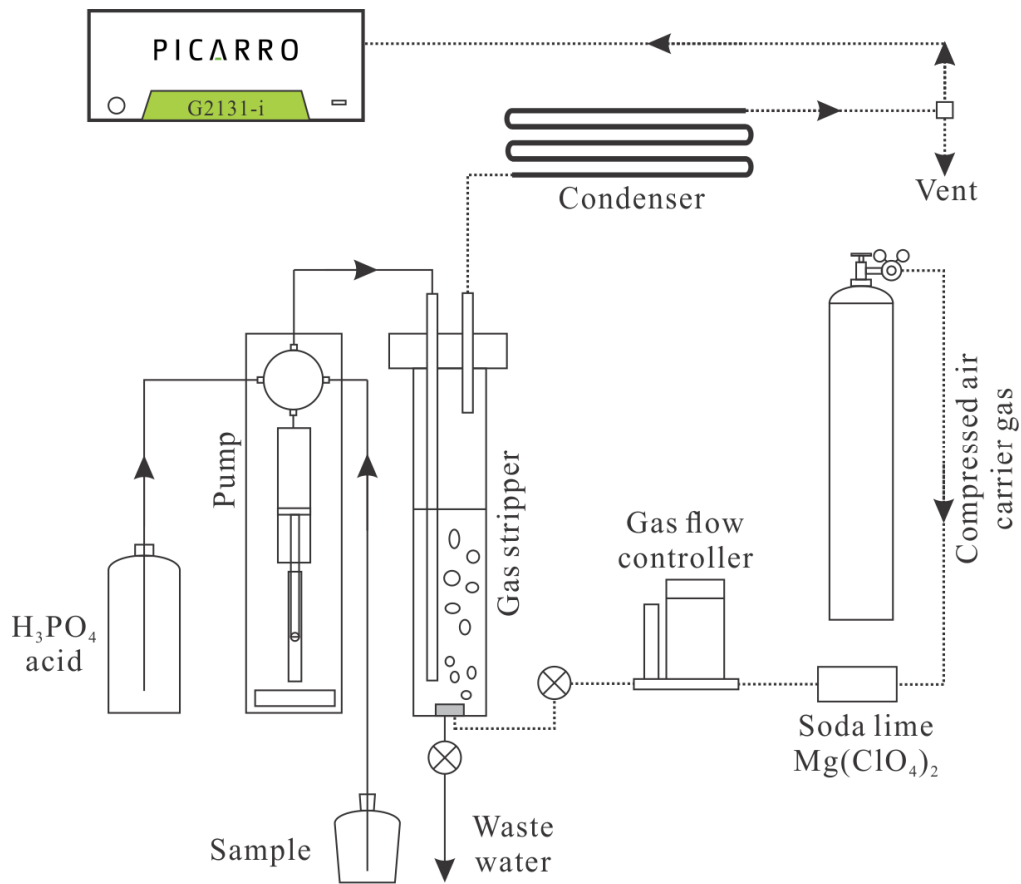 PICARRO
G2131-i
Condenser
Vent
Pump
Gas stripper
Compressed air
carrier gas
Gas flow
controller
H₃PO₄
acid
Soda lime
Mg(ClO₄)₂
Sample
Waste
water